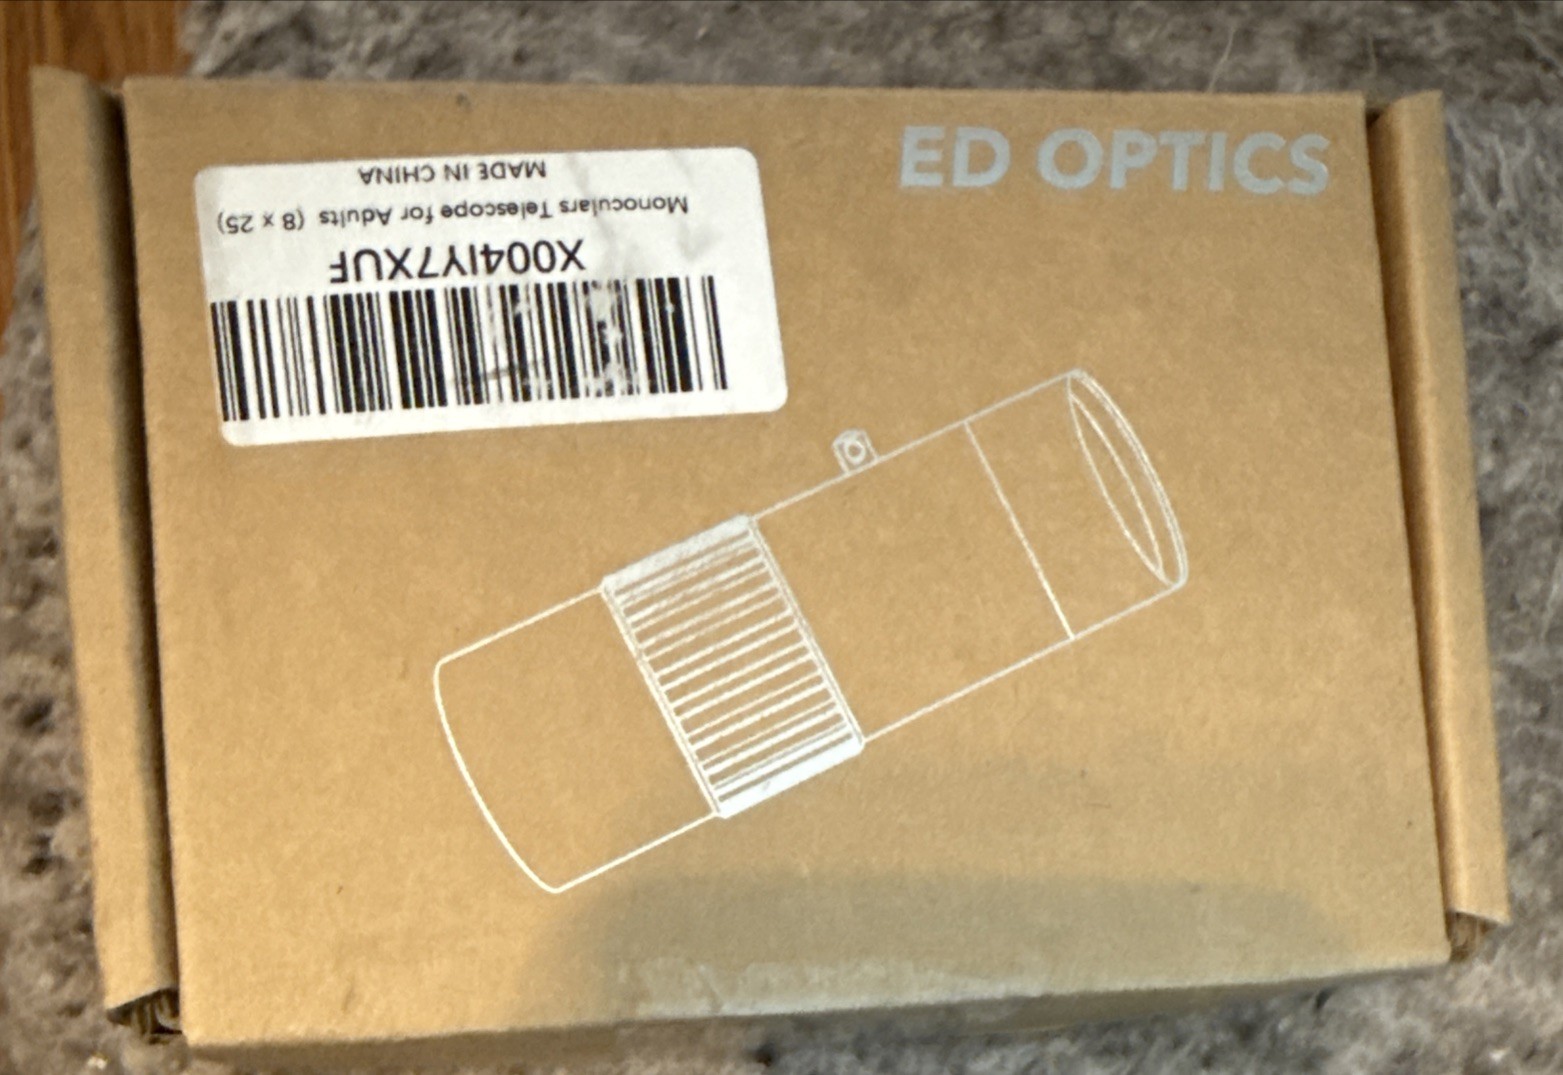 ED OPTICS
X004IY7XUF
Monoculars Telescope for Adults (8 x 25)
MADE IN CHINA